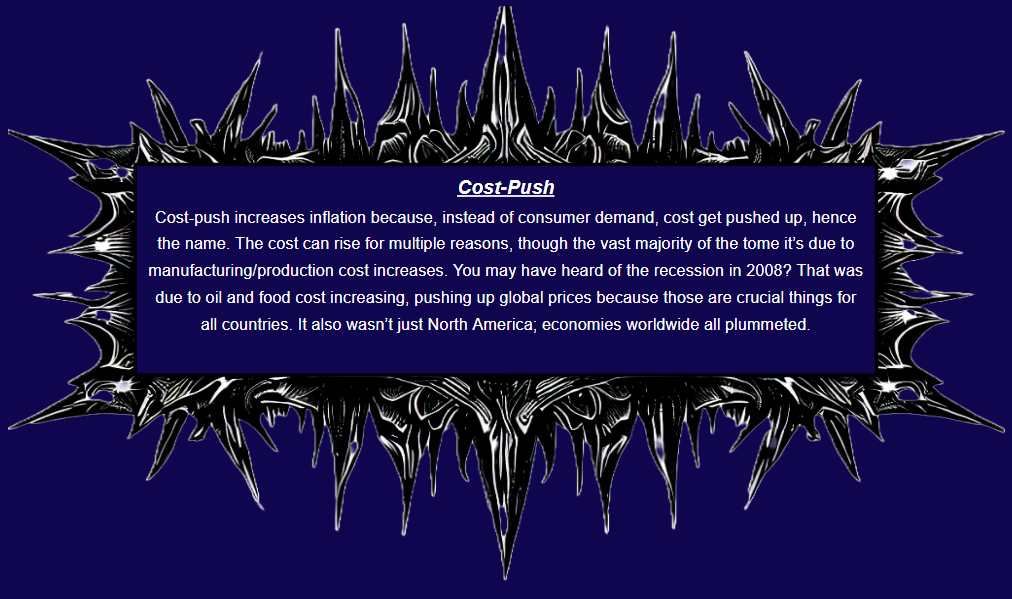 Cost-Push
Cost-push increases inflation because, instead of consumer demand, cost get pushed up, hence
the name. The cost can rise for multiple reasons, though the vast majority of the tome it’s due to
manufacturing/production cost increases. You may have heard of the recession in 2008? That was
due to oil and food cost increasing, pushing up global prices because those are crucial things for
all countries. It also wasn’t just North America; economies worldwide all plummeted.